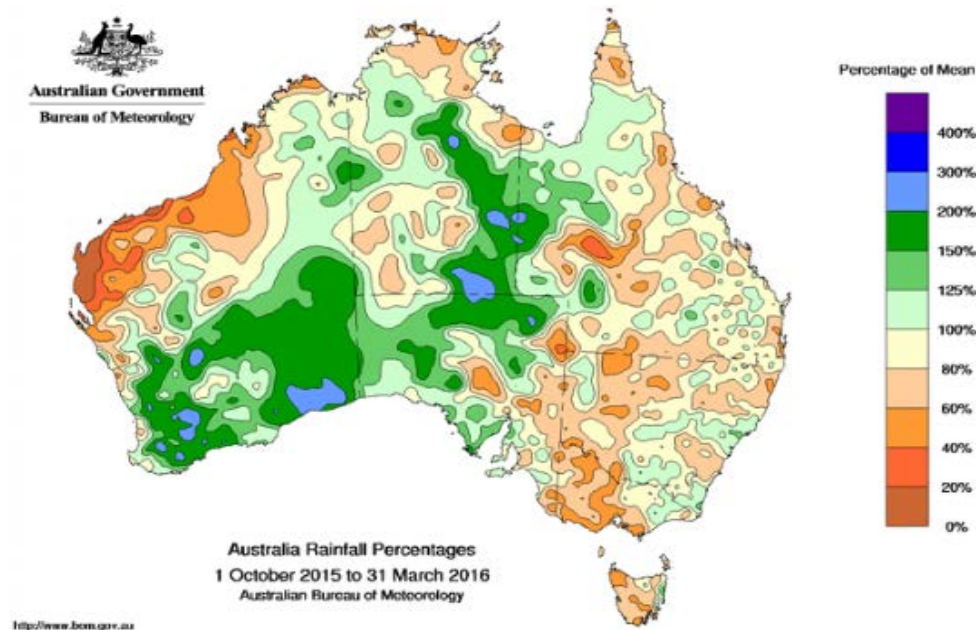 Australian Government
Bureau of Meteorology
Percentage of Mean
400%
300%
200%
150%
125%
100%
80%
60%
40%
20%
0%
Australia Rainfall Percentages
1 October 2015 to 31 March 2016
Australian Bureau of Meteorology
http://www.bom.gov.au